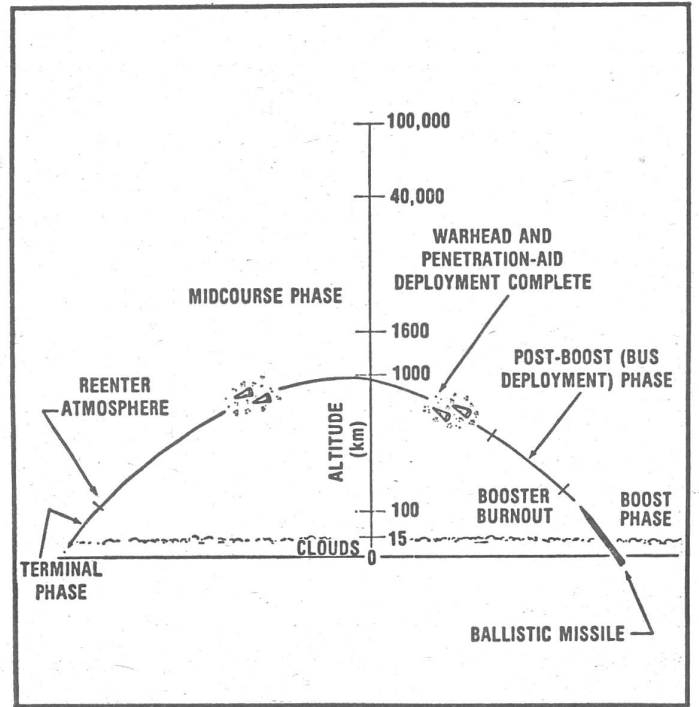 100,000
40,000
WARHEAD AND
PENETRATION-AID
DEPLOYMENT COMPLETE
MIDCOURSE PHASE
1600
1000
POST-BOOST (BUS
DEPLOYMENT) PHASE
REENTER
ATMOSPHERE
ALTITUDE
(km)
100
BOOSTER
BURNOUT
BOOST
PHASE
15
CLOUDS
0
TERMINAL
PHASE
BALLISTIC MISSILE